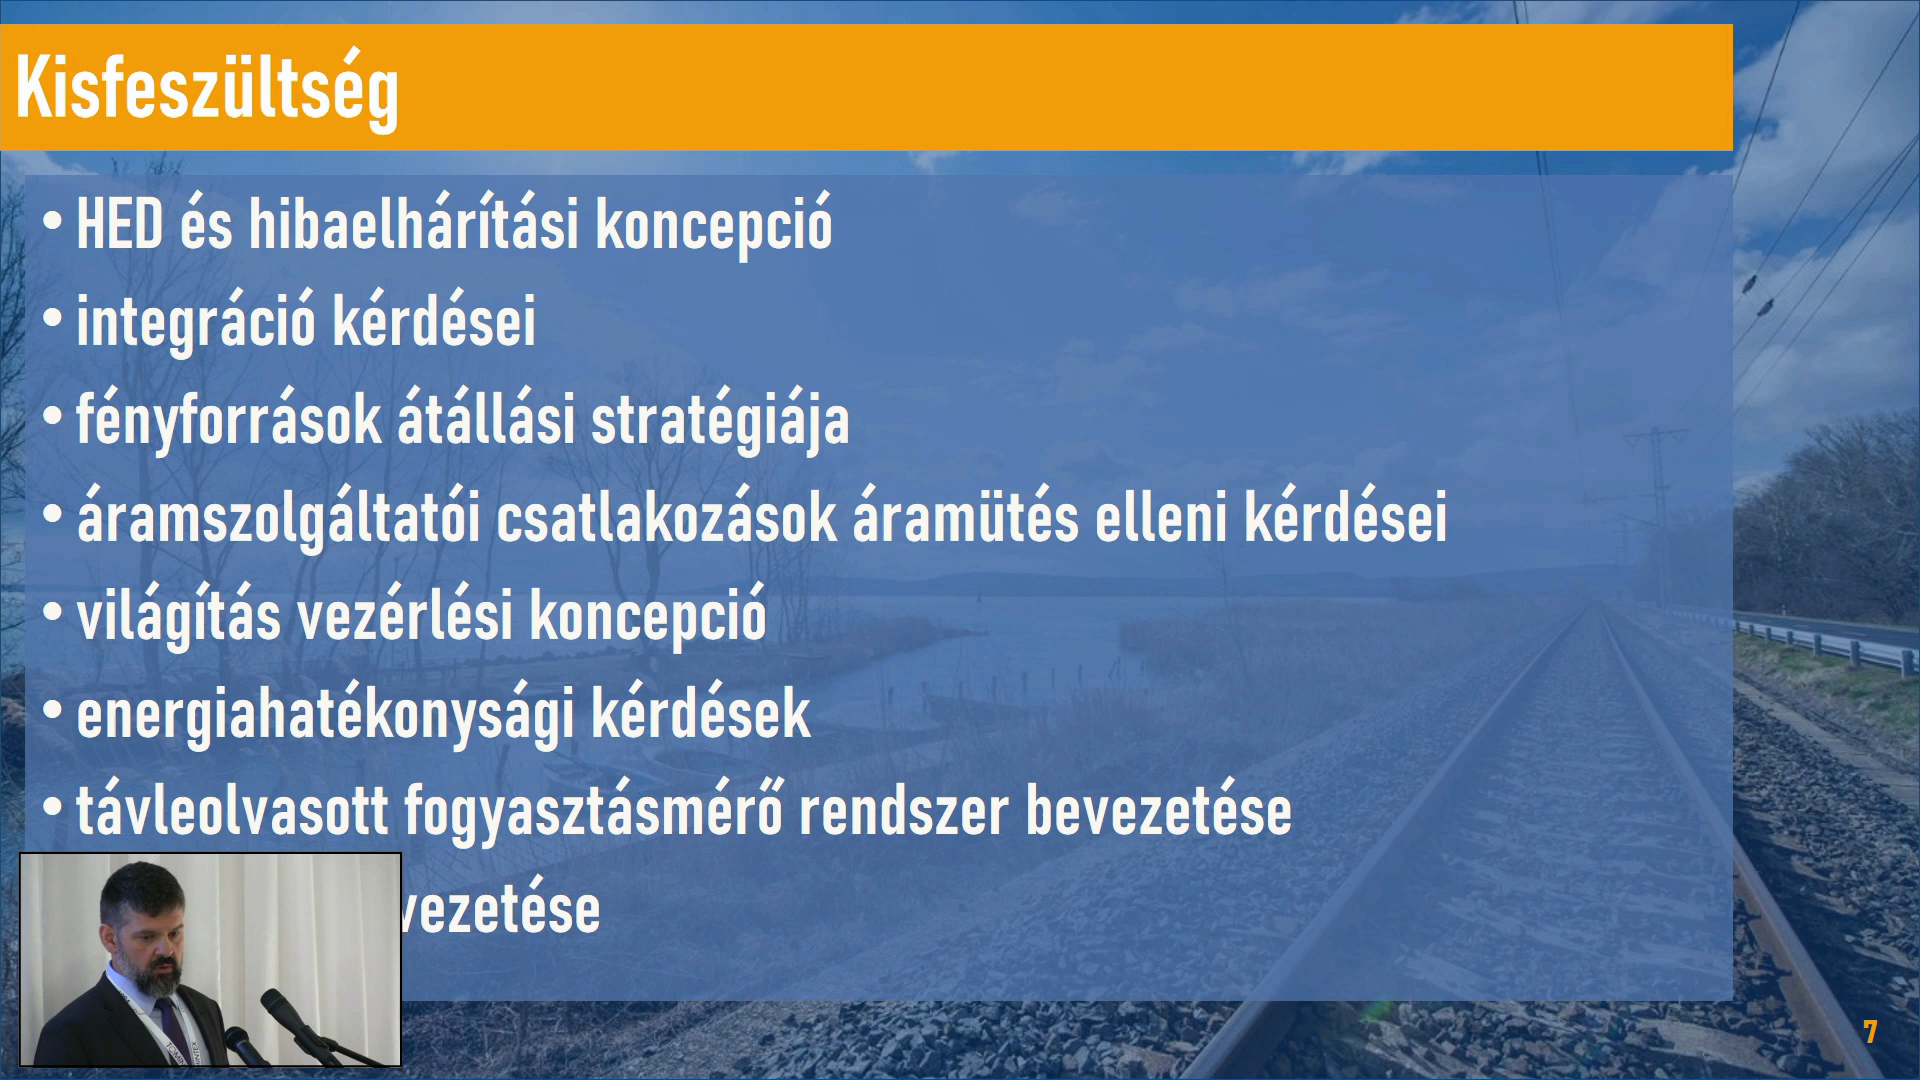 Kisfeszültség
• HED és hibaelhárítási koncepció
• integráció kérdései
• fényforrások átállási stratégiája
• áramszolgáltatói csatlakozások áramütés elleni kérdései
• világítás vezérlési koncepció
• energiahatékonysági kérdések
• távleolvasott fogyasztásmérő rendszer bevezetése
vezetése
7